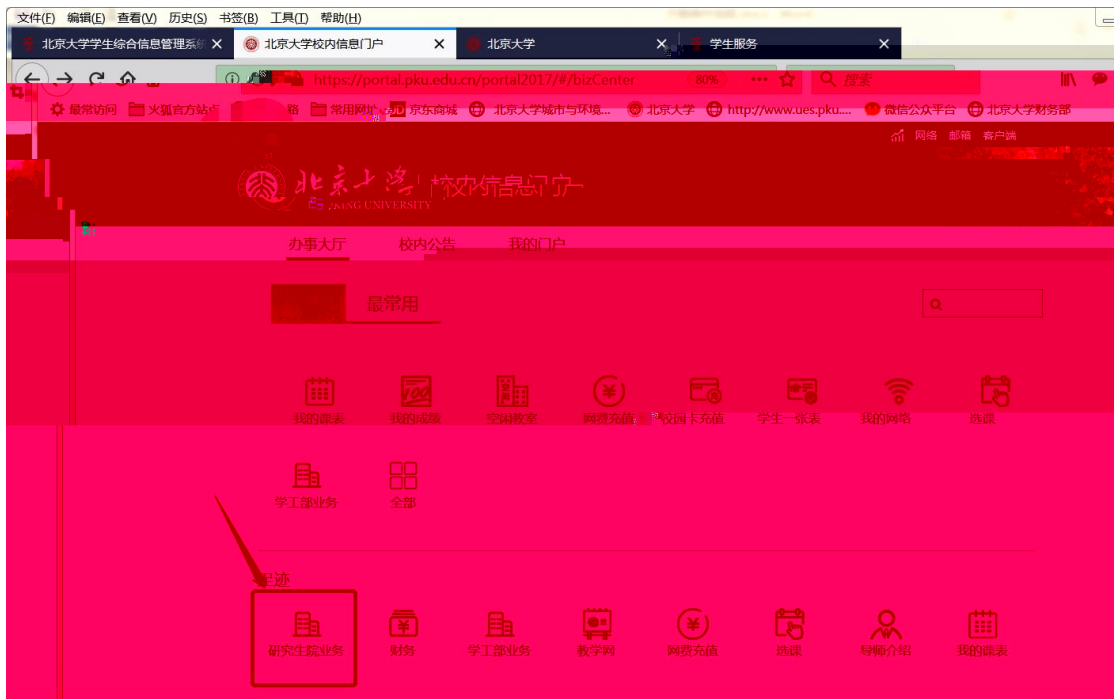 文件(F) 编辑(E) 查看(V) 历史(S) 书签(B) 工具(T) 帮助(H)
北京大学学生综合信息管理系统 北京大学校内信息门户 北京大学 学生服务
https://portal.pku.edu.cn/portal2017/#/bizCenter 80% 搜索
最常访问 火狐官方站点 常用网址 京东商城 北京大学城市与环境... 北京大学 http://www.ues.pku.... 微信公众平台 北京大学财务部
网络 邮箱 客户端
北京大学 校内信息门户
PEKING UNIVERSITY
办事大厅 校内公告 我的门户
最常用
我的课表 我的成绩 空闲教室 网费充值 校园卡充值 学生一张表 我的网络 选课
学工部业务 全部
足迹
研究生院业务 财务 学工部业务 教学网 网费充值 选课 导师介绍 我的课表